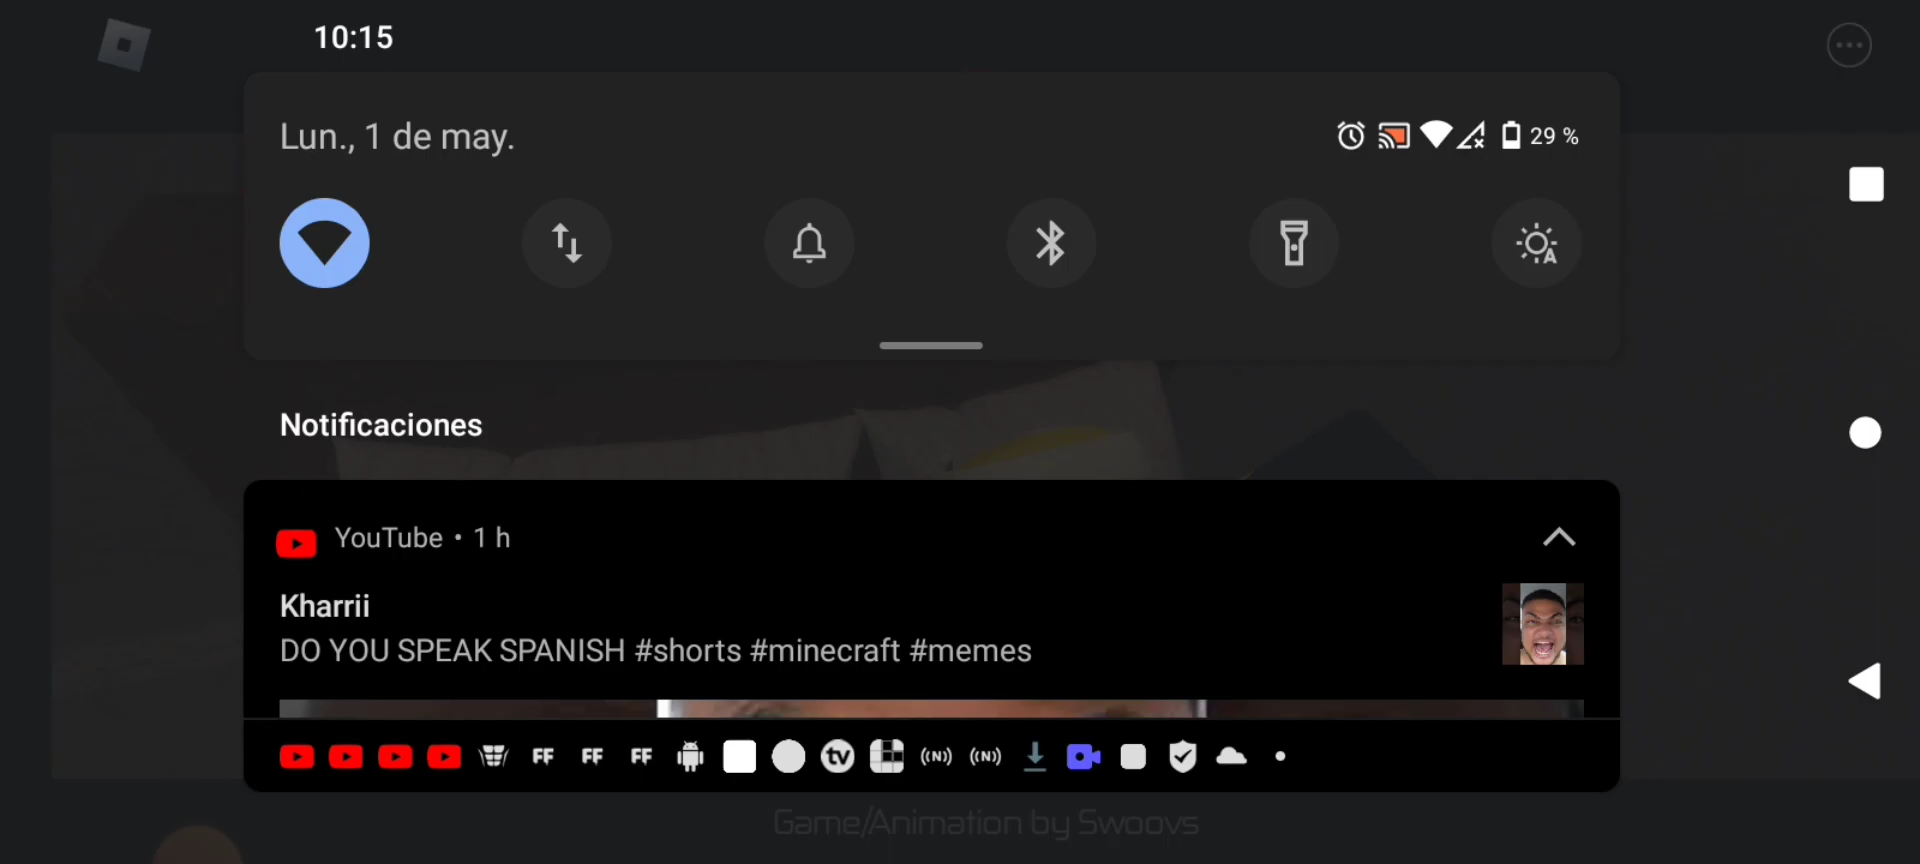 10:15
Lun., 1 de may.
29 %
Notificaciones
YouTube • 1 h
Kharrii
DO YOU SPEAK SPANISH #shorts #minecraft #memes
FF FF FF tv (N) (N)
Game/Animation by Swoovs